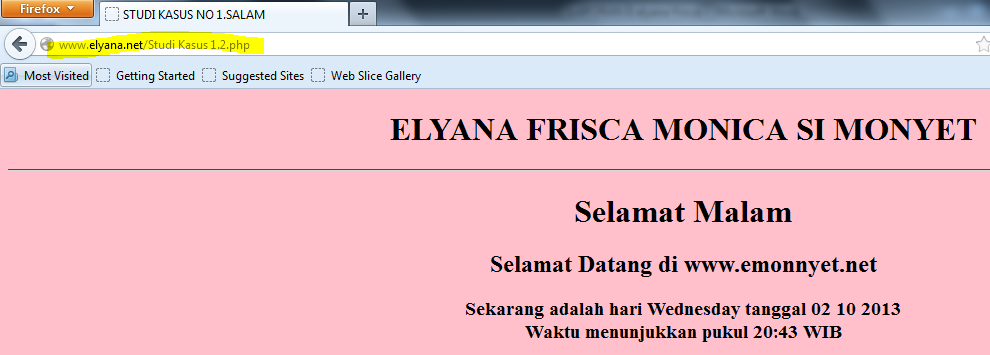 Firefox
STUDI KASUS NO 1.SALAM
www.elyana.net/Studi Kasus 1.2.php
Most Visited Getting Started Suggested Sites Web Slice Gallery
ELYANA FRISCA MONICA SI MONYET
Selamat Malam
Selamat Datang di www.emonnyet.net
Sekarang adalah hari Wednesday tanggal 02 10 2013
Waktu menunjukkan pukul 20:43 WIB